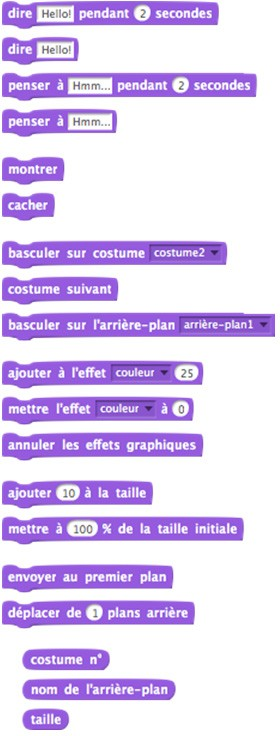 dire Hello! pendant 2 secondes
dire Hello!
penser à Hmm... pendant 2 secondes
penser à Hmm...
montrer
cacher
basculer sur costume costume2
costume suivant
basculer sur l'arrière-plan arrière-plan1
ajouter à l'effet couleur 25
mettre l'effet couleur à 0
annuler les effets graphiques
ajouter 10 à la taille
mettre à 100 % de la taille initiale
envoyer au premier plan
déplacer de 1 plans arrière
costume n°
nom de l'arrière-plan
taille